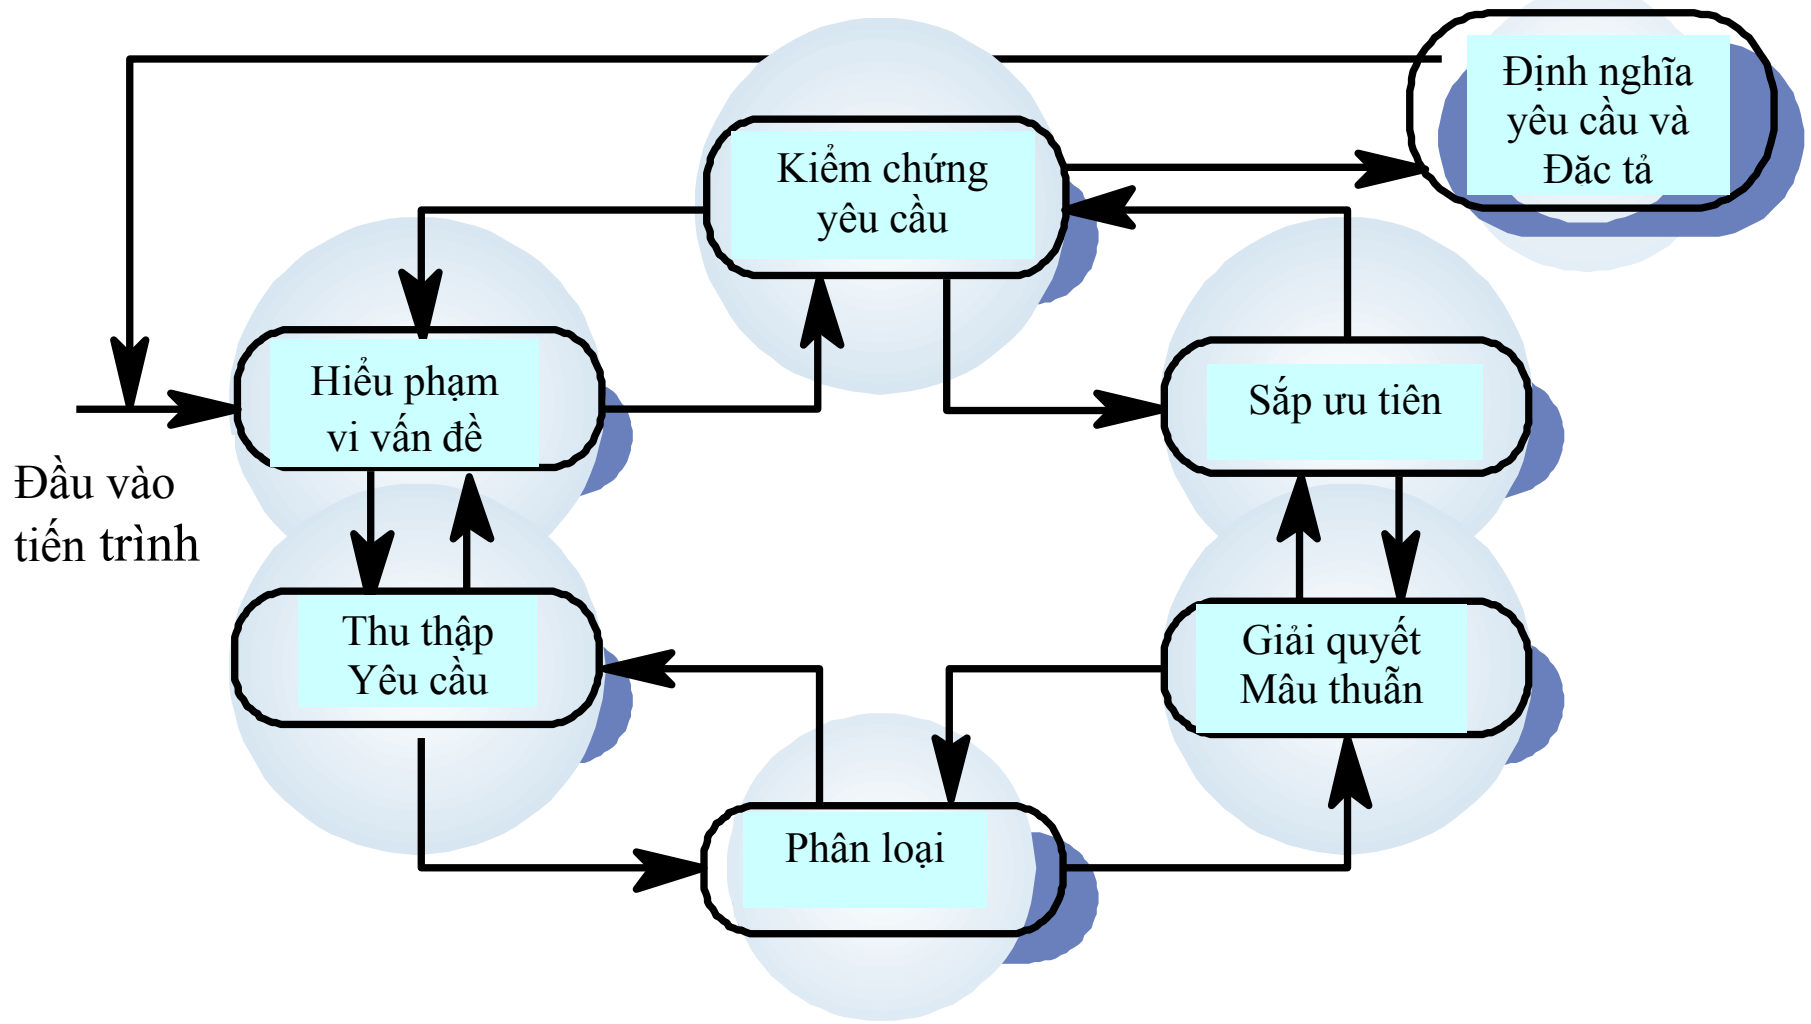 Định nghĩa
yêu cầu và
Đăc tả
Kiểm chứng
yêu cầu
Hiểu phạm
vi vấn đề
Sắp ưu tiên
Đầu vào
tiến trình
Thu thập
Yêu cầu
Giải quyết
Mâu thuẫn
Phân loại